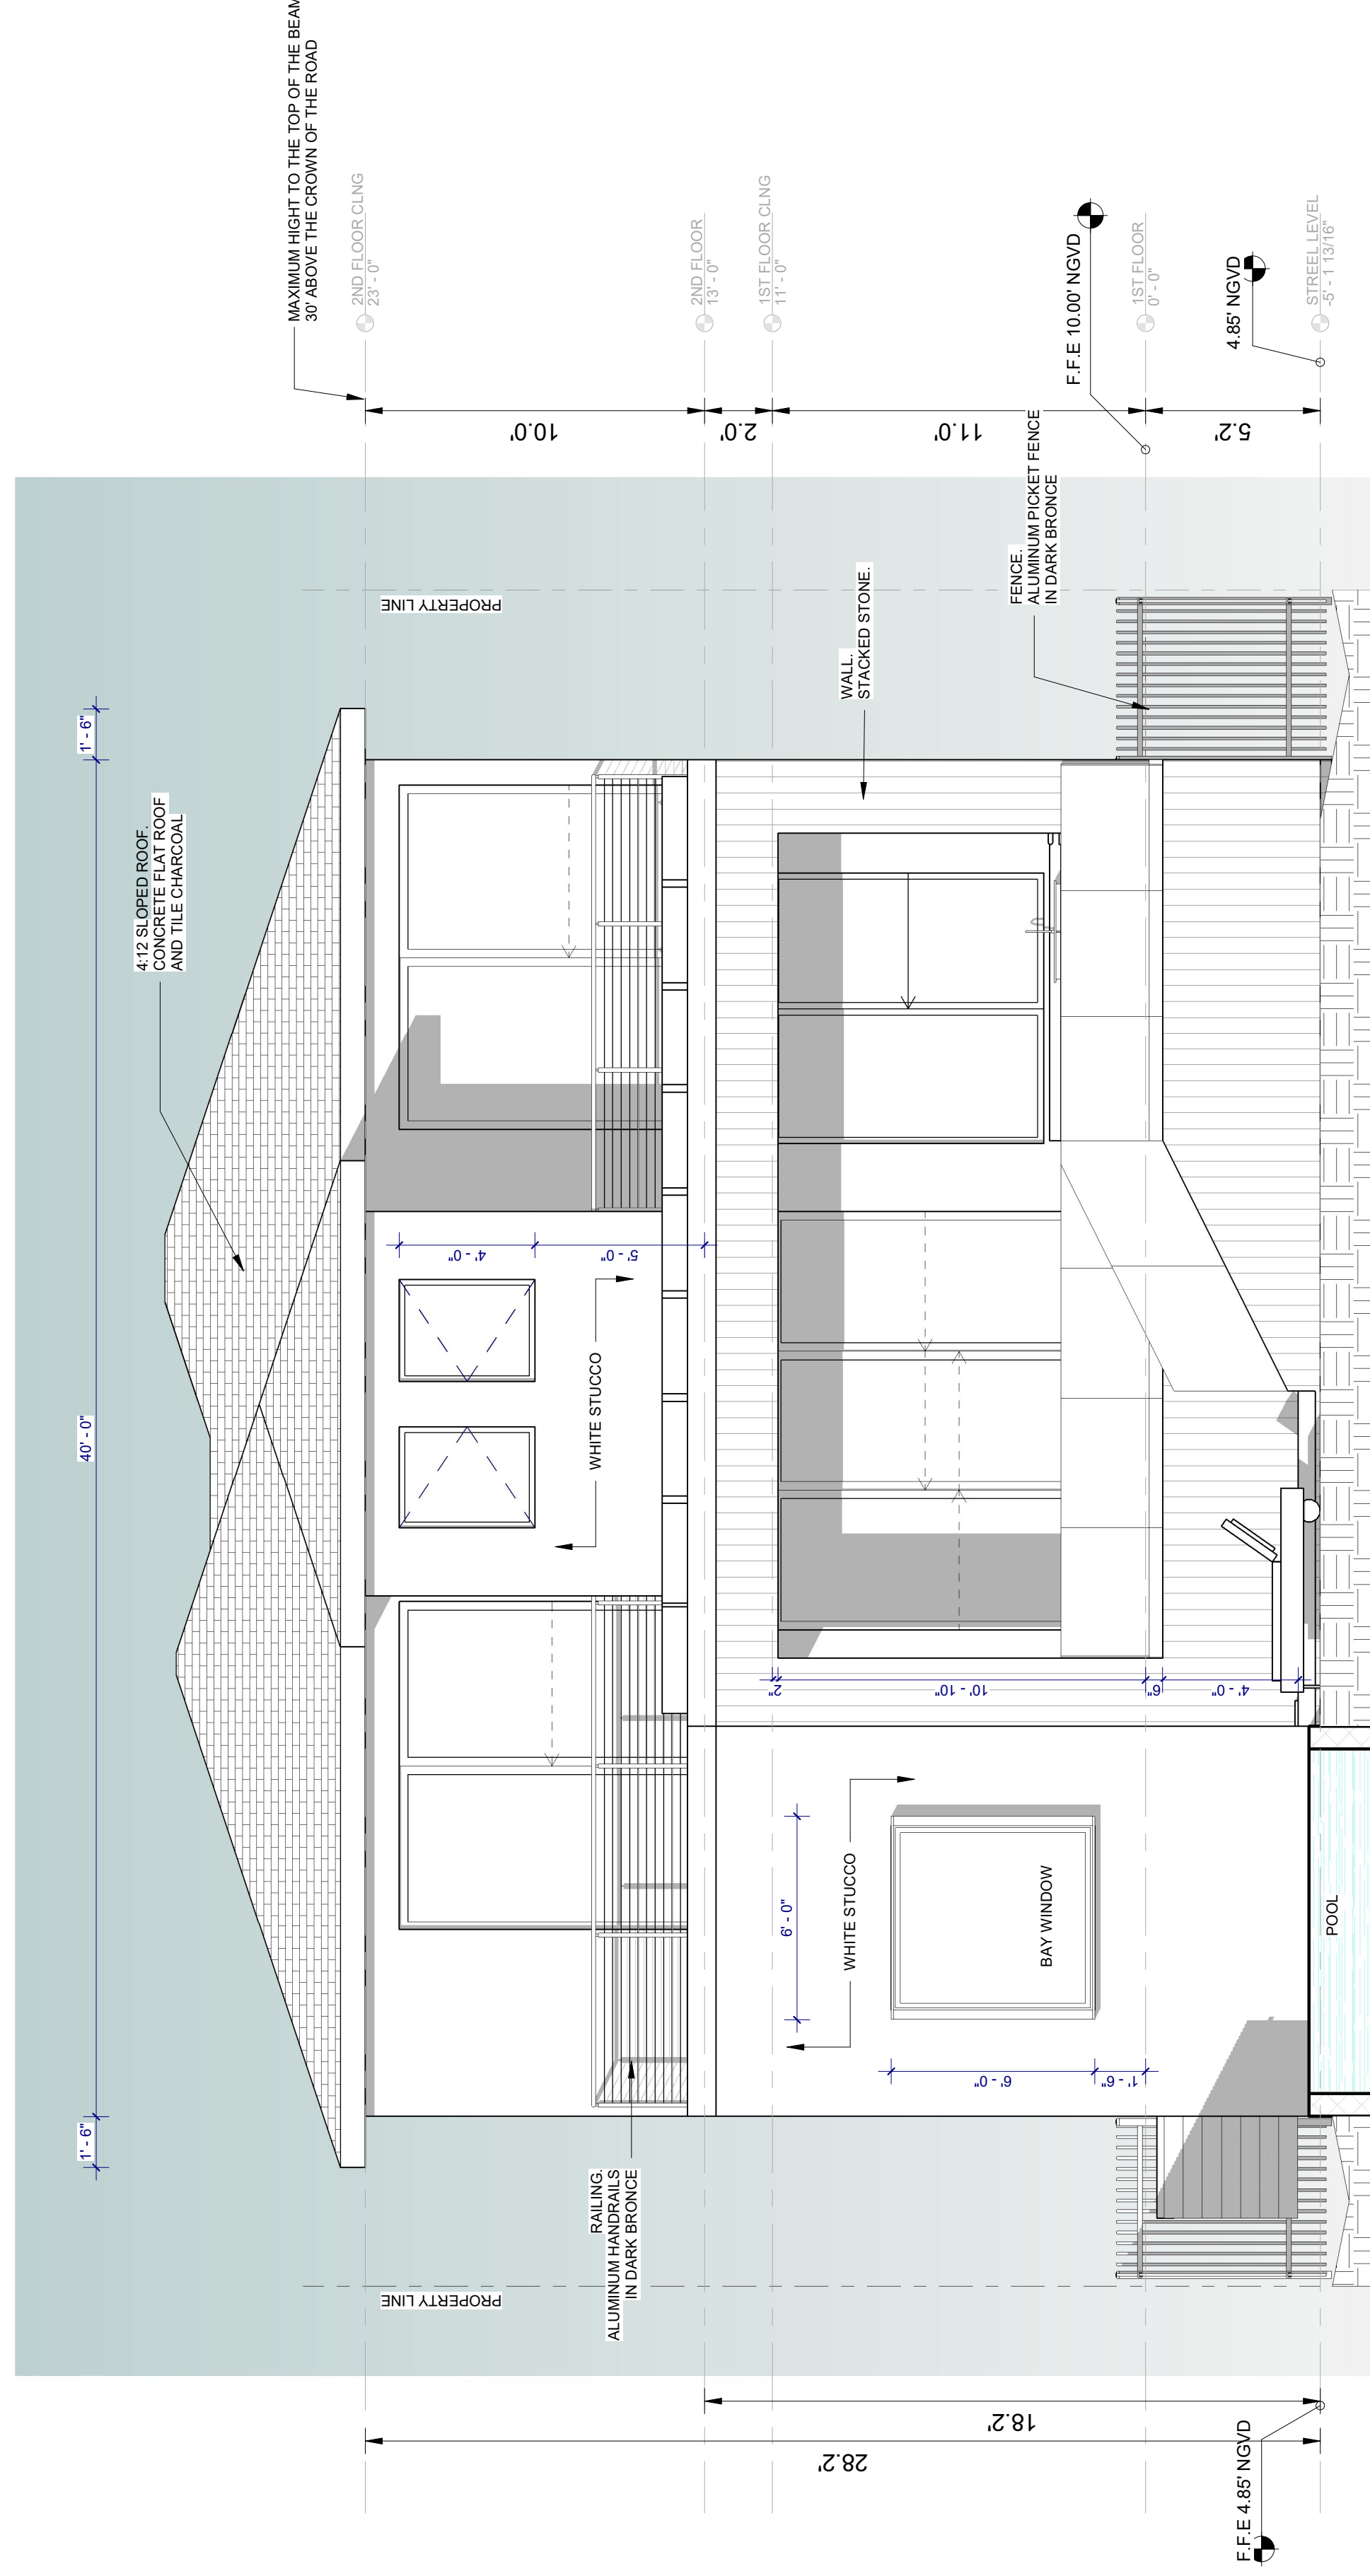 MAXIMUM HIGHT TO THE TOP OF THE BEAM
30' ABOVE THE CROWN OF THE ROAD
4:12 SLOPED ROOF.
CONCRETE FLAT ROOF
AND TILE CHARCOAL
1' - 6"
40' - 0"
1' - 6"
2ND FLOOR CLNG
23' - 0"
2ND FLOOR
13' - 0"
1ST FLOOR CLNG
11' - 0"
F.F.E 10.00' NGVD
1ST FLOOR
0' - 0"
4.85' NGVD
STREEL LEVEL
-5' - 1 13/16"
10.0'
2.0'
11.0'
5.2'
PROPERTY LINE
WALL.
STACKED STONE.
FENCE.
ALUMINUM PICKET FENCE
IN DARK BRONCE
4' - 0"
5' - 0"
WHITE STUCCO
2"
10' - 10"
6"
4' - 0"
6' - 0"
WHITE STUCCO
BAY WINDOW
POOL
6' - 0"
1' - 6"
RAILING.
ALUMINUM HANDRAILS
IN DARK BRONCE
PROPERTY LINE
18.2'
28.2'
F.F.E 4.85' NGVD